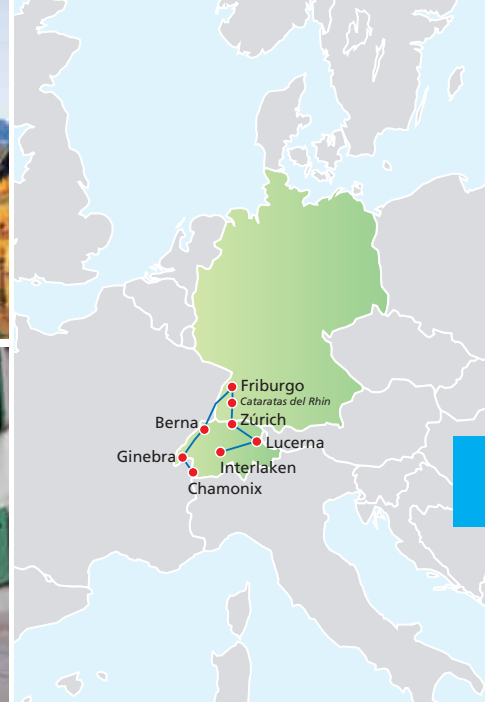 Friburgo
Cataratas del Rhin
Zúrich
Berna
Lucerna
Ginebra
Interlaken
Chamonix